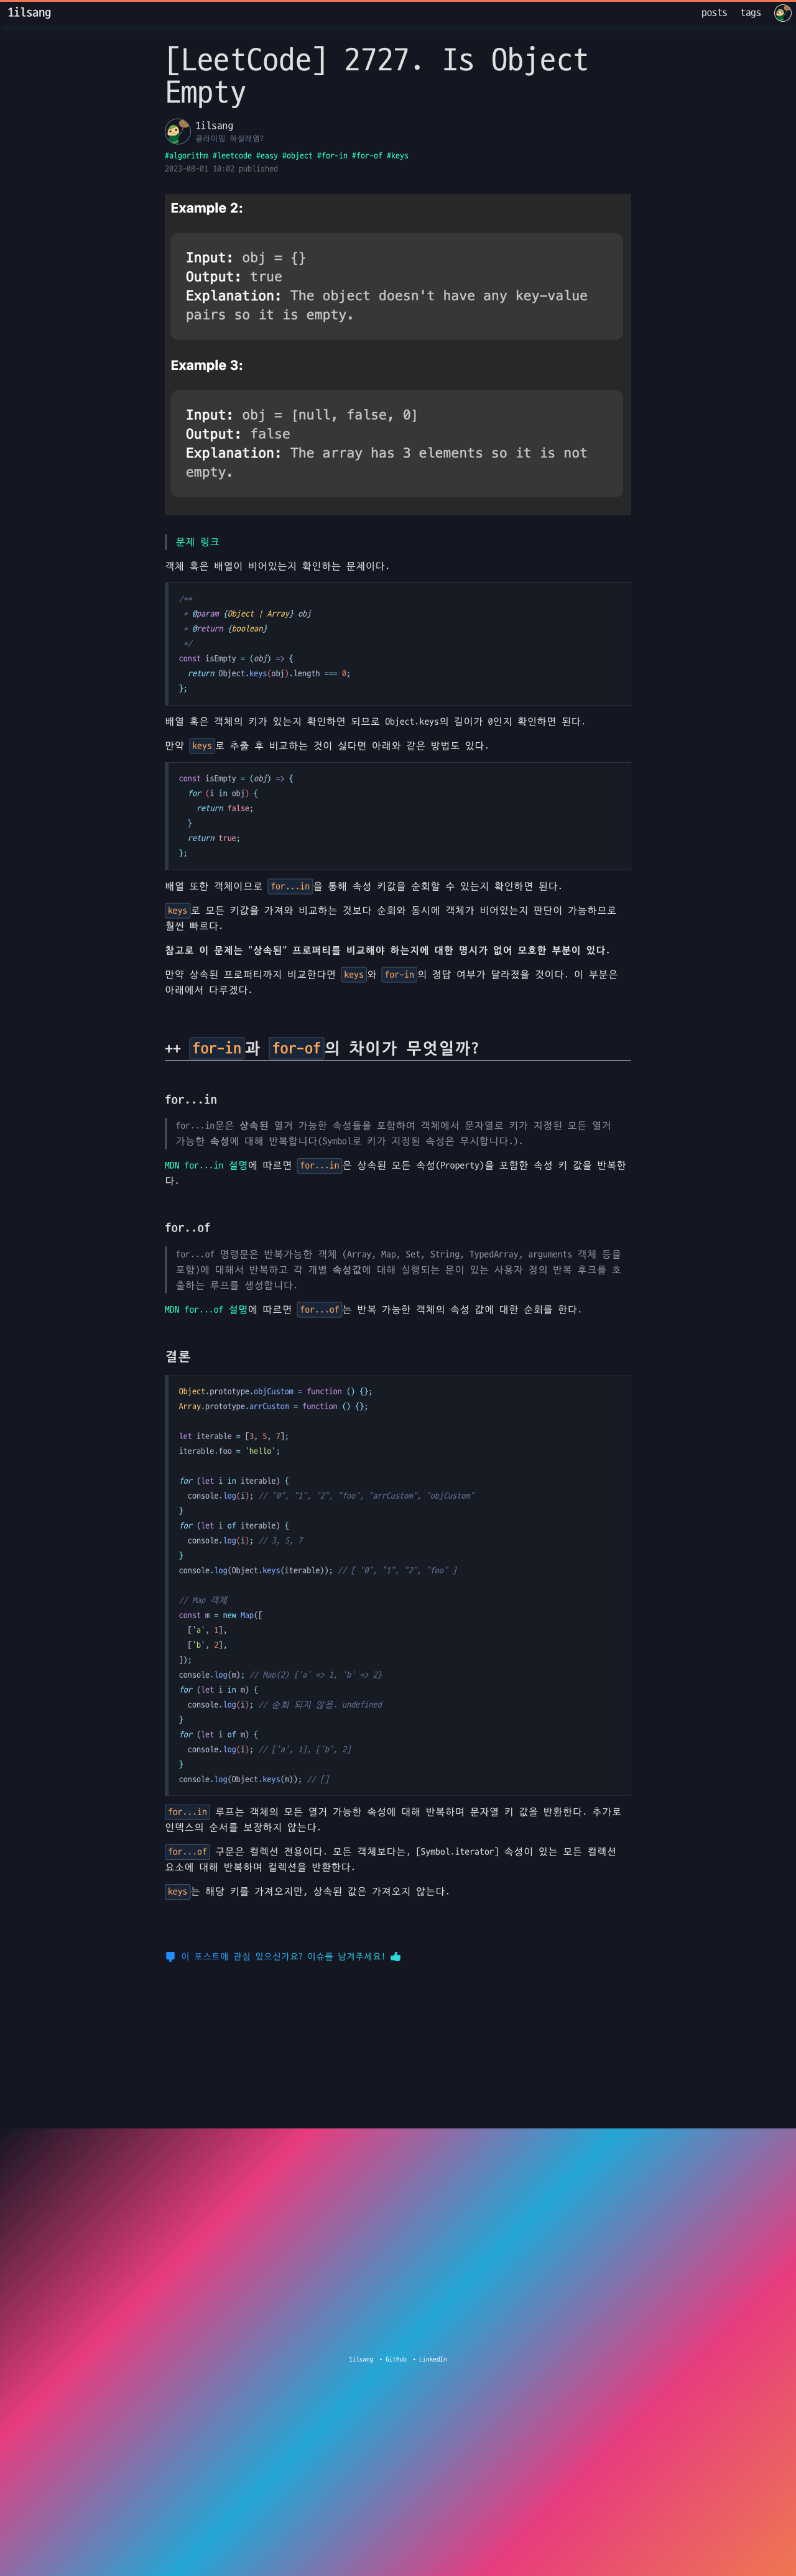 1ilsang
posts tags
[LeetCode] 2727. Is Object
Empty
1ilsang
클라이밍 하실래염?
#algorithm #leetcode #easy #object #for-in #for-of #keys
2023-08-01 10:02 published
Example 2:
Input: obj = {}
Output: true
Explanation: The object doesn't have any key-value
pairs so it is empty.
Example 3:
Input: obj = [null, false, 0]
Output: false
Explanation: The array has 3 elements so it is not
empty.
문제 링크
객체 혹은 배열이 비어있는지 확인하는 문제이다.
/**
 * @param {Object | Array} obj
 * @return {boolean}
 */
const isEmpty = (obj) => {
  return Object.keys(obj).length === 0;
};
배열 혹은 객체의 키가 있는지 확인하면 되므로 Object.keys의 길이가 0인지 확인하면 된다.
만약 keys로 추출 후 비교하는 것이 싫다면 아래와 같은 방법도 있다.
const isEmpty = (obj) => {
  for (i in obj) {
    return false;
  }
  return true;
};
배열 또한 객체이므로 for...in을 통해 속성 키값을 순회할 수 있는지 확인하면 된다.
keys로 모든 키값을 가져와 비교하는 것보다 순회와 동시에 객체가 비어있는지 판단이 가능하므로
훨씬 빠르다.
참고로 이 문제는 "상속된" 프로퍼티를 비교해야 하는지에 대한 명시가 없어 모호한 부분이 있다.
만약 상속된 프로퍼티까지 비교한다면 keys와 for-in의 정답 여부가 달라졌을 것이다. 이 부분은
아래에서 다루겠다.
++ for-in과 for-of의 차이가 무엇일까?
for...in
for...in문은 상속된 열거 가능한 속성들을 포함하여 객체에서 문자열로 키가 지정된 모든 열거
가능한 속성에 대해 반복합니다(Symbol로 키가 지정된 속성은 무시합니다.).
MDN for...in 설명에 따르면 for...in은 상속된 모든 속성(Property)을 포함한 속성 키 값을 반복한
다.
for..of
for...of 명령문은 반복가능한 객체 (Array, Map, Set, String, TypedArray, arguments 객체 등을
포함)에 대해서 반복하고 각 개별 속성값에 대해 실행되는 문이 있는 사용자 정의 반복 후크를 호
출하는 루프를 생성합니다.
MDN for...of 설명에 따르면 for...of는 반복 가능한 객체의 속성 값에 대한 순회를 한다.
결론
Object.prototype.objCustom = function () {};
Array.prototype.arrCustom = function () {};
let iterable = [3, 5, 7];
iterable.foo = 'hello';
for (let i in iterable) {
  console.log(i); // "0", "1", "2", "foo", "arrCustom", "objCustom"
}
for (let i of iterable) {
  console.log(i); // 3, 5, 7
}
console.log(Object.keys(iterable)); // [ "0", "1", "2", "foo" ]
// Map 객체
const m = new Map([
  ['a', 1],
  ['b', 2],
]);
console.log(m); // Map(2) {'a' => 1, 'b' => 2}
for (let i in m) {
  console.log(i); // 순회 되지 않음. undefined
}
for (let i of m) {
  console.log(i); // ['a', 1], ['b', 2]
}
console.log(Object.keys(m)); // []
for...in 루프는 객체의 모든 열거 가능한 속성에 대해 반복하며 문자열 키 값을 반환한다. 추가로
인덱스의 순서를 보장하지 않는다.
for...of 구문은 컬렉션 전용이다. 모든 객체보다는, [Symbol.iterator] 속성이 있는 모든 컬렉션
요소에 대해 반복하며 컬렉션을 반환한다.
keys는 해당 키를 가져오지만, 상속된 값은 가져오지 않는다.
이 포스트에 관심 있으신가요? 이슈를 남겨주세요!
1ilsang • GitHub • LinkedIn